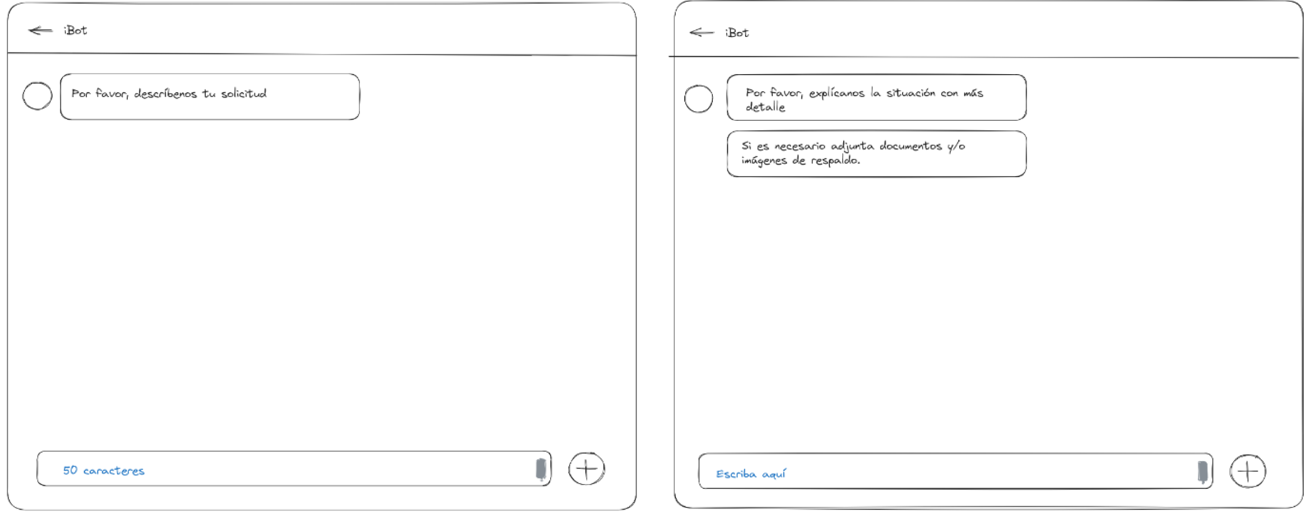 iBot
Por favor, descríbenos tu solicitud
50 caracteres
iBot
Por favor, explícanos la situación con más
detalle
Si es necesario adjunta documentos y/o
imágenes de respaldo.
Escriba aquí